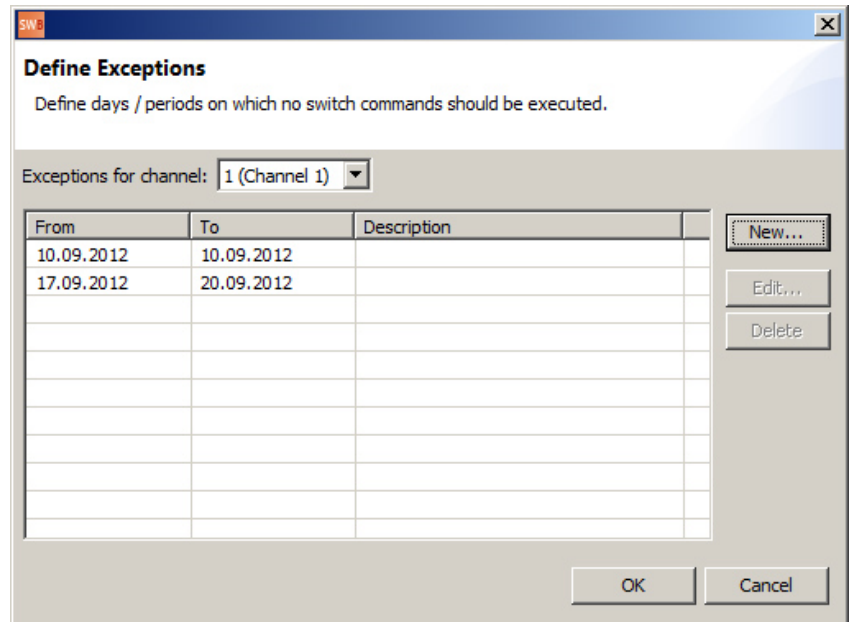 SWB
Define Exceptions
Define days / periods on which no switch commands should be executed.
Exceptions for channel: 1 (Channel 1)
From To Description
New...
10.09.2012 10.09.2012
17.09.2012 20.09.2012
Edit...
Delete
OK Cancel